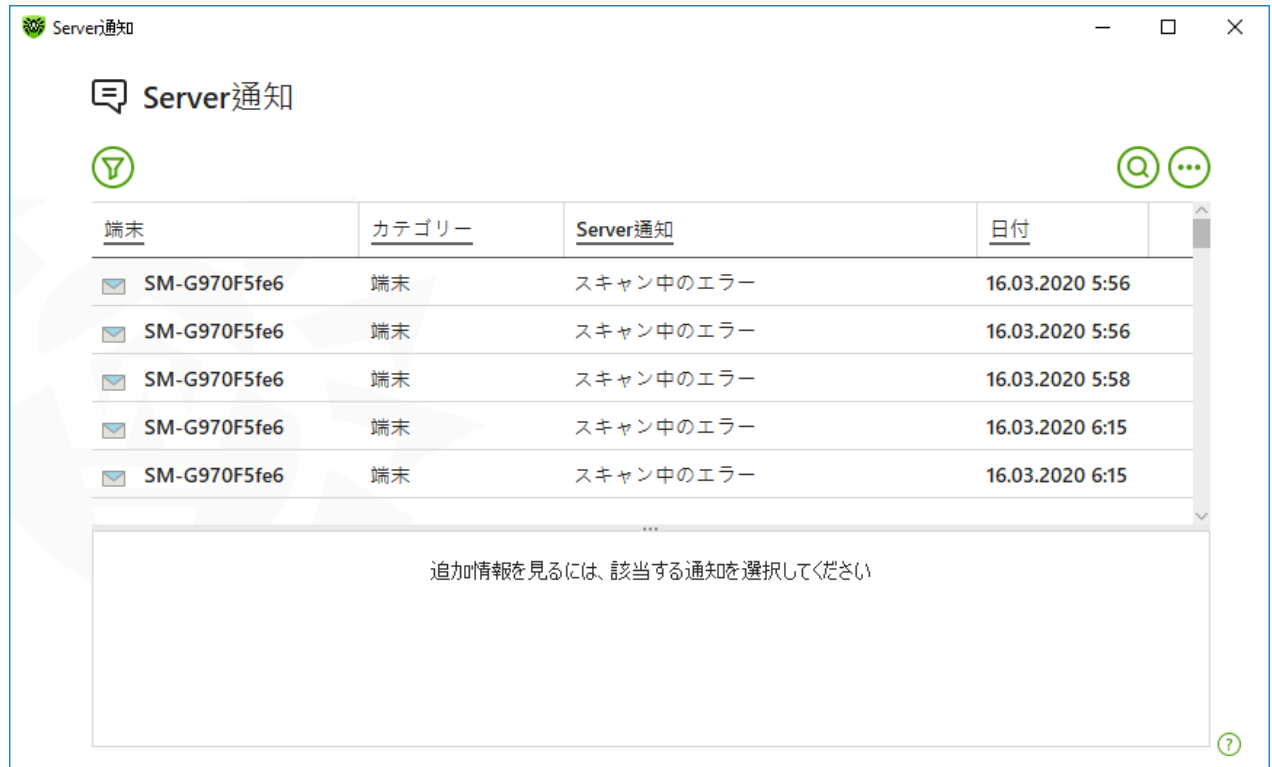 Server通知
Server通知
端末 カテゴリー Server通知 日付
SM-G970F5fe6 端末 スキャン中のエラー 16.03.2020 5:56
SM-G970F5fe6 端末 スキャン中のエラー 16.03.2020 5:56
SM-G970F5fe6 端末 スキャン中のエラー 16.03.2020 5:58
SM-G970F5fe6 端末 スキャン中のエラー 16.03.2020 6:15
SM-G970F5fe6 端末 スキャン中のエラー 16.03.2020 6:15
追加情報を見るには、該当する通知を選択してください